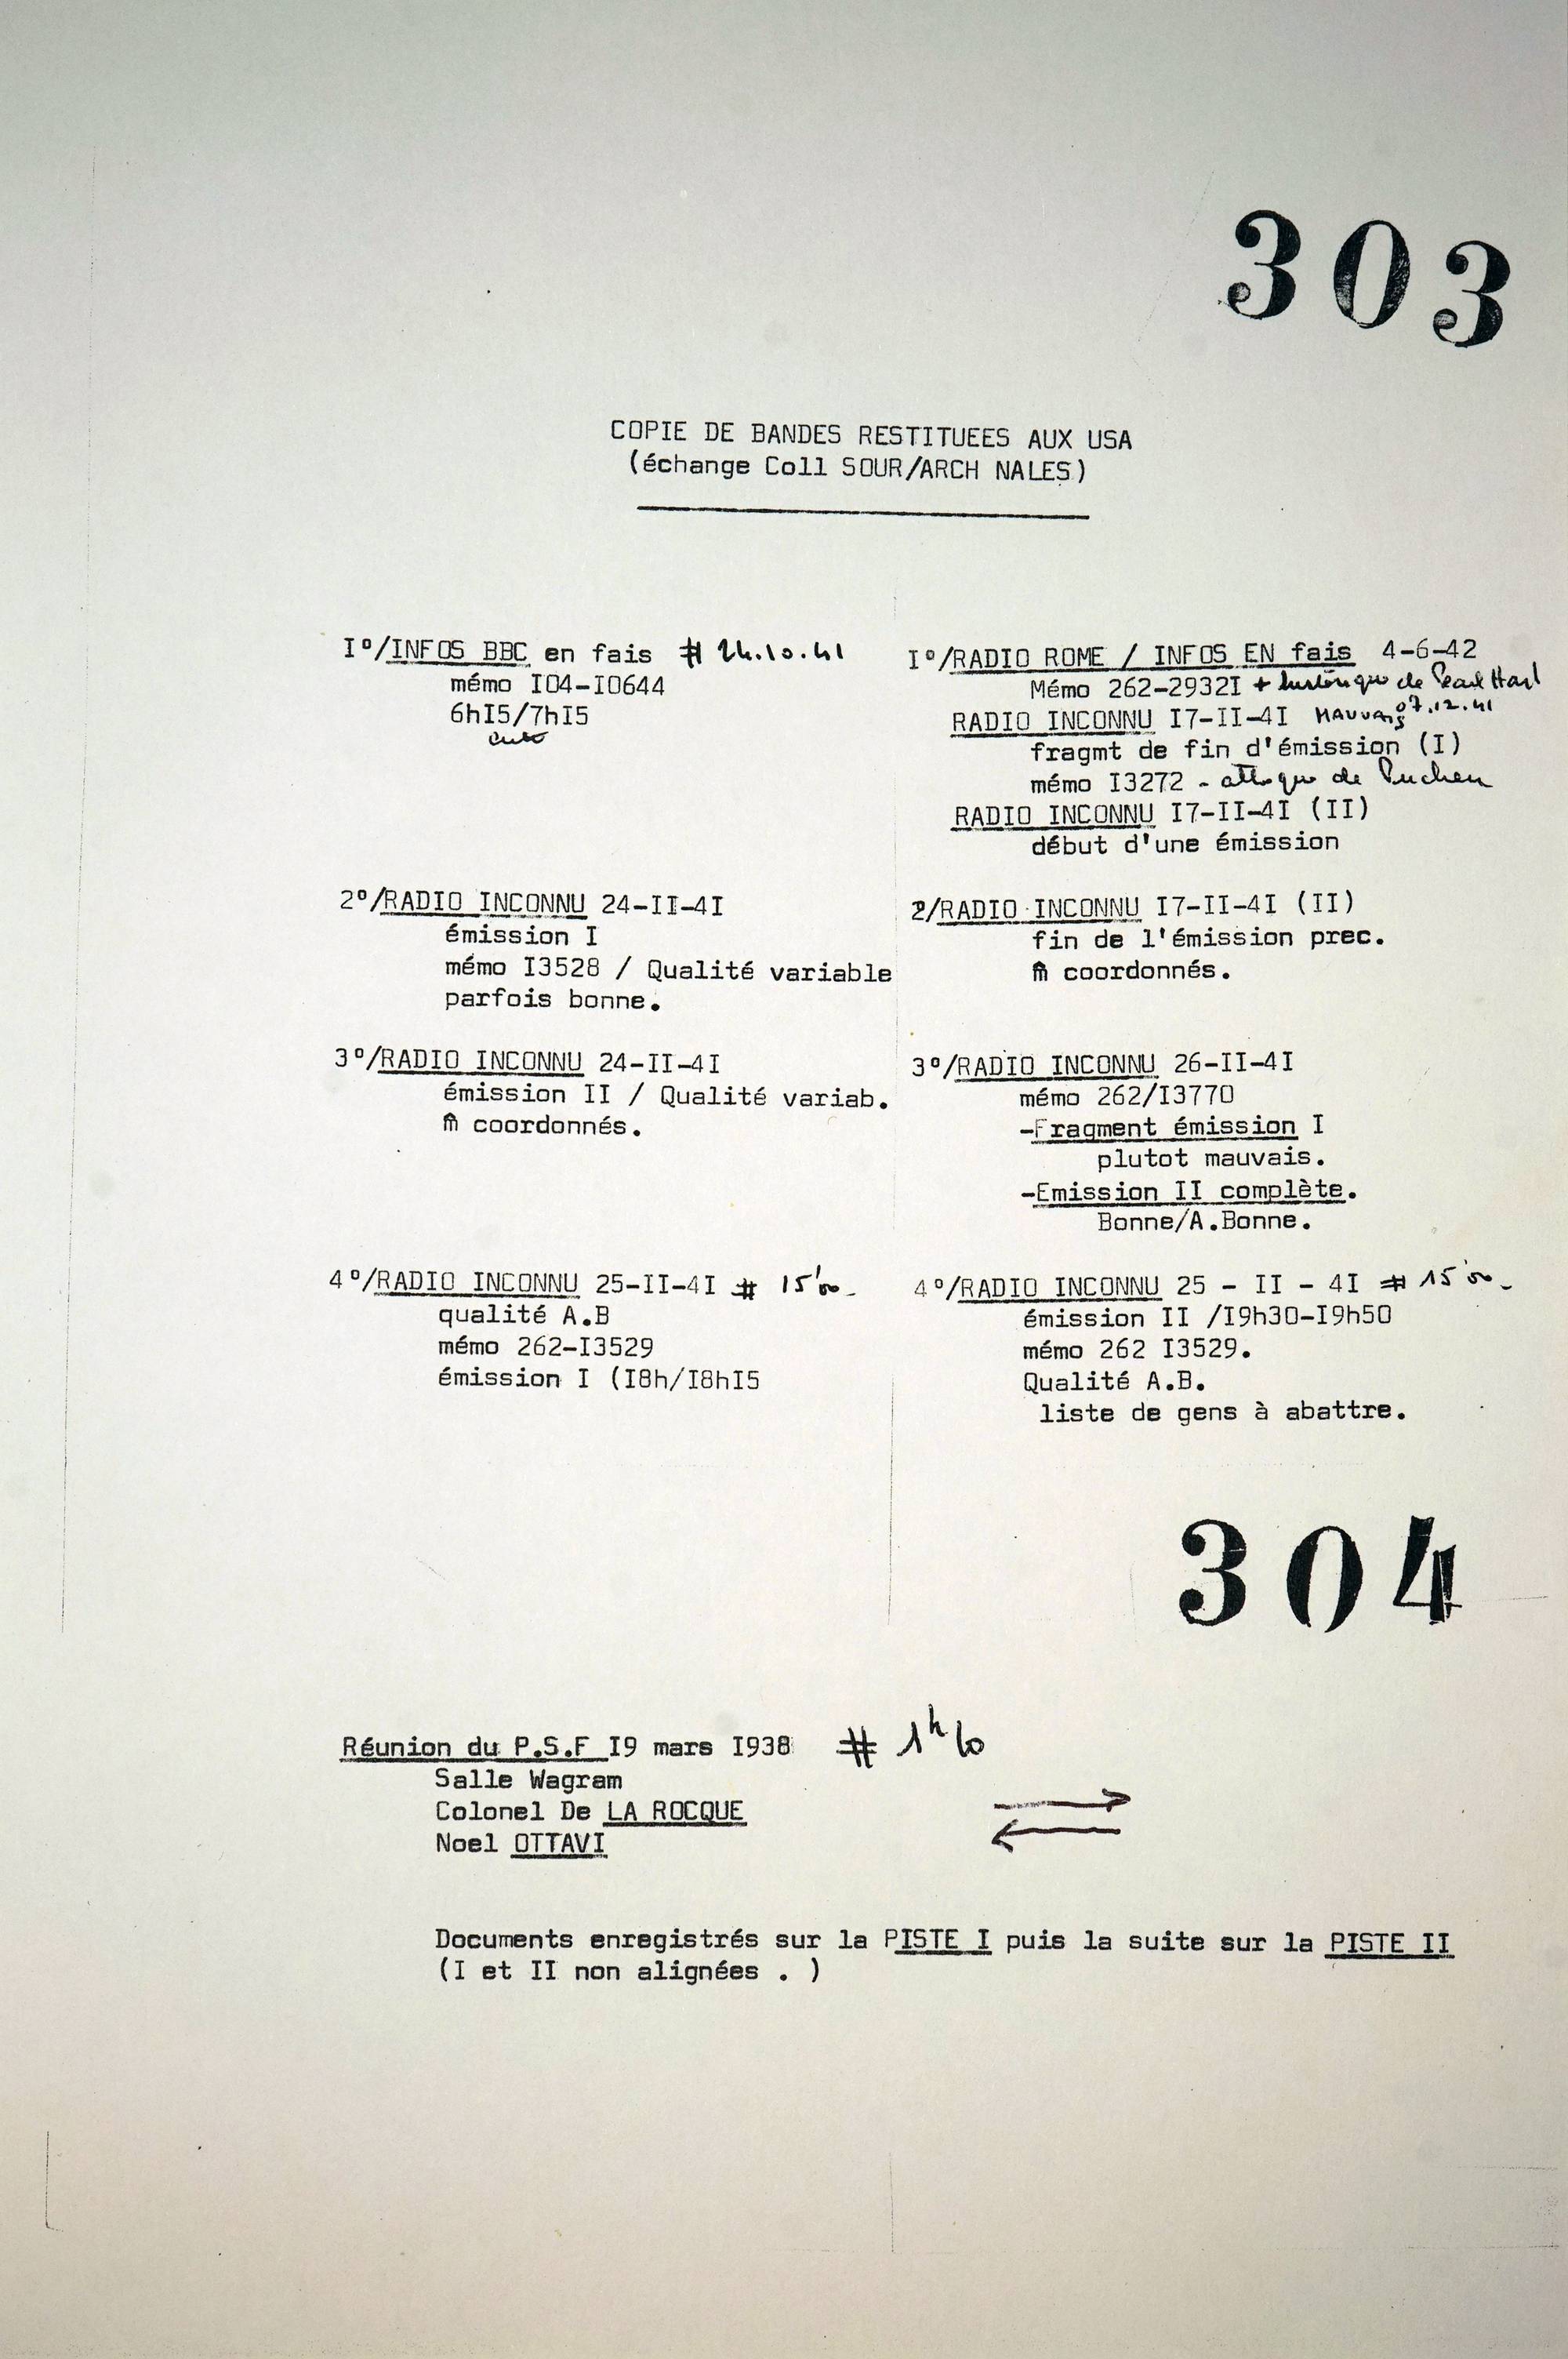 303
COPIE DE BANDES RESTITUEES AUX USA
(échange Coll SOUR/ARCH NALES)
I°/INFOS BBC en fais # 24.10.41
mémo I04-I0644
6hI5/7hI5
I°/RADIO ROME / INFOS EN fais 4-6-42
Mémo 262-2932I + historique de Pearl Harb
07.12.41
RADIO INCONNU I7-II-4I MAUVAIS
fragmt de fin d'émission (I)
mémo I3272 - attaque de Pucheu
RADIO INCONNU I7-II-4I (II)
début d'une émission
2°/RADIO INCONNU 24-II-4I
émission I
mémo I3528 / Qualité variable
parfois bonne.
2/RADIO INCONNU I7-II-4I (II)
fin de l'émission prec.
m̂ coordonnés.
3°/RADIO INCONNU 24-II-4I
émission II / Qualité variab.
m̂ coordonnés.
3°/RADIO INCONNU 26-II-4I
mémo 262/I3770
-Fragment émission I
plutot mauvais.
-Emission II complète.
Bonne/A.Bonne.
4°/RADIO INCONNU 25-II-4I # 15'00
qualité A.B
mémo 262-I3529
émission I (I8h/I8hI5
4°/RADIO INCONNU 25 - II - 4I # 15'00
émission II /I9h30-I9h50
mémo 262 I3529.
Qualité A.B.
liste de gens à abattre.
304
Réunion du P.S.F I9 mars I938 # 1h
Salle Wagram
Colonel De LA ROCQUE
Noel OTTAVI
Documents enregistrés sur la PISTE I puis la suite sur la PISTE II
(I et II non alignées . )